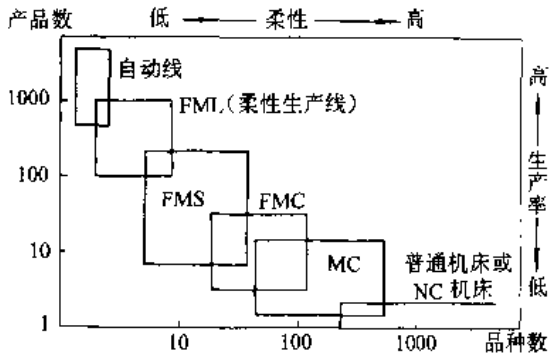 产品数 低 柔性 高
自动线
1000
FML（柔性生产线）
高
100
FMS FMC
生产率
10
MC 普通机床或
NC 机床
低
1
10 100 1000 品种数